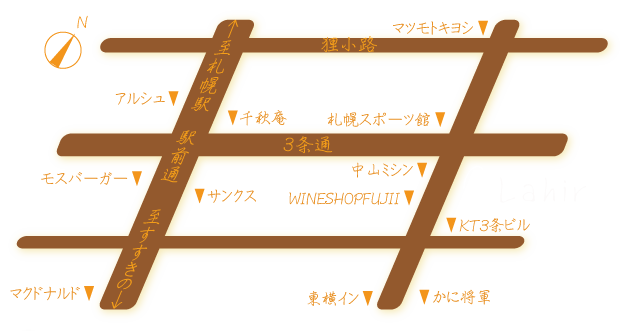 N
マツモトキヨシ
狸小路
↑至札幌駅
アルシュ
千秋庵
札幌スポーツ館
3条通
駅前通
モスバーガー
中山ミシン
サンクス
WINESHOPFUJII
至すすきの→
KT3条ビル
マクドナルド
東横イン
かに将軍